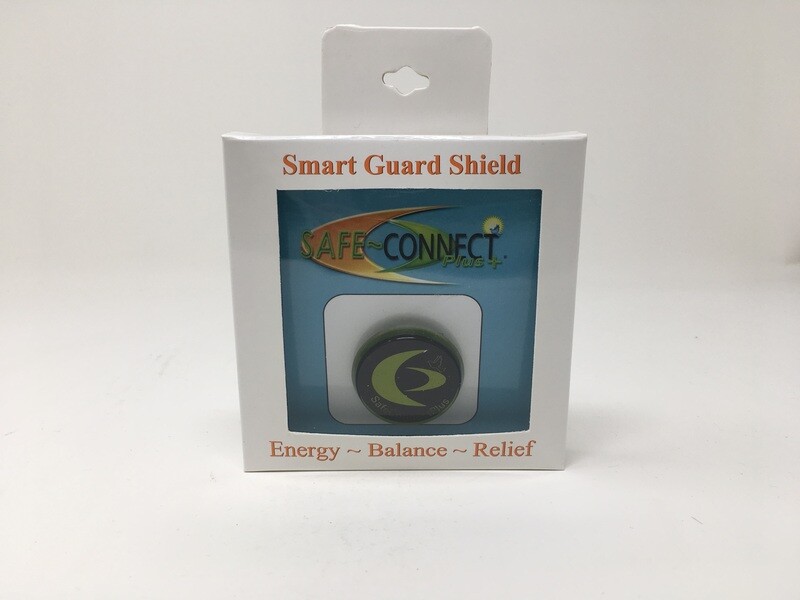 Smart Guard Shield
SAFE~CONNECT
Plus+
Energy ~ Balance ~ Relief